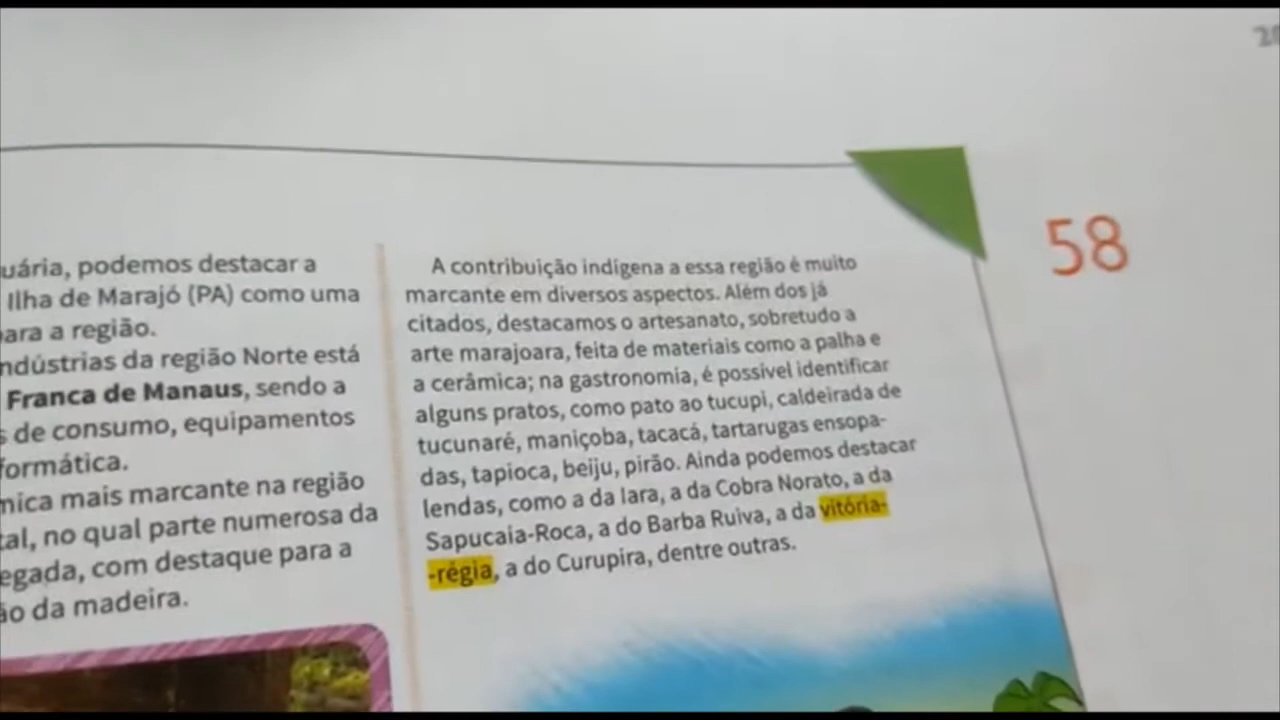 58
uária, podemos destacar a
Ilha de Marajó (PA) como uma
para a região.
ndústrias da região Norte está
Franca de Manaus, sendo a
s de consumo, equipamentos
formática.
mica mais marcante na região
tal, no qual parte numerosa da
egada, com destaque para a
ão da madeira.
A contribuição indígena a essa região é muito
marcante em diversos aspectos. Além dos já
citados, destacamos o artesanato, sobretudo a
arte marajoara, feita de materiais como a palha e
a cerâmica; na gastronomia, é possível identificar
alguns pratos, como pato ao tucupi, caldeirada de
tucunaré, maniçoba, tacacá, tartarugas ensopa-
das, tapioca, beiju, pirão. Ainda podemos destacar
lendas, como a da Iara, a da Cobra Norato, a da
Sapucaia-Roca, a do Barba Ruiva, a da vitória-
-régia, a do Curupira, dentre outras.